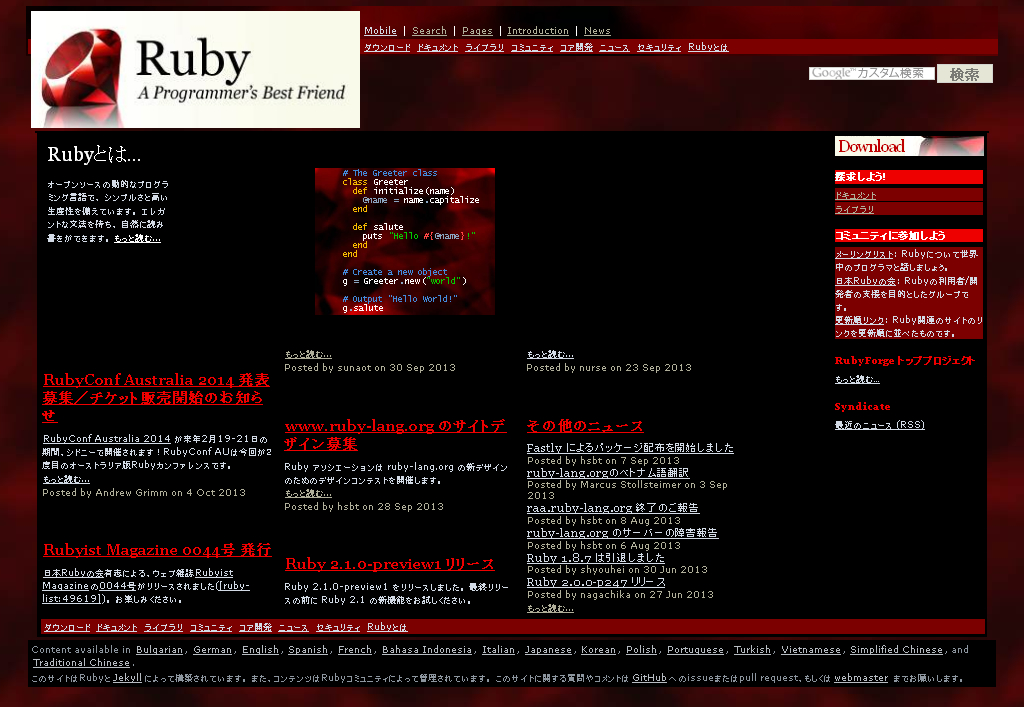 Ruby
A Programmer's Best Friend
Mobile | Search | Pages | Introduction | News
ダウンロード ドキュメント ライブラリ コミュニティ コア開発 ニュース セキュリティ Rubyとは
Google™カスタム検索 検索
Rubyとは...
オープンソースの動的なプログラ
ミング言語で、シンプルさと高い
生産性を備えています。エレガ
ントな文法を持ち、自然に読み
書きができます。もっと読む...
# The Greeter class
class Greeter
def initialize(name)
@name = name.capitalize
end
def salute
puts "Hello #{@name}!"
end
end
# Create a new object
g = Greeter.new("world")
# Output "Hello World!"
g.salute
RubyConf Australia 2014 発表
募集／チケット販売開始のお知ら
せ
RubyConf Australia 2014 が来年2月19-21日の
期間、シドニーで開催されます！RubyConf AUは今回が2
度目のオーストラリア版Rubyカンファレンスです。
もっと読む...
Posted by Andrew Grimm on 4 Oct 2013
Rubyist Magazine 0044号 発行
日本Rubyの会有志による、ウェブ雑誌Rubyist
Magazineの0044号がリリースされました([ruby-
list:49619])。お楽しみください。
もっと読む...
Posted by sunaot on 30 Sep 2013
www.ruby-lang.org のサイトデ
ザイン募集
Ruby アソシエーションは ruby-lang.org の新デザイン
のためのデザインコンテストを開催します。
もっと読む...
Posted by hsbt on 28 Sep 2013
Ruby 2.1.0-preview1 リリース
Ruby 2.1.0-preview1 をリリースしました。最終リリー
スの前に Ruby 2.1 の新機能をお試しください。
もっと読む...
Posted by nurse on 23 Sep 2013
その他のニュース
Fastly によるパッケージ配布を開始しました
Posted by hsbt on 7 Sep 2013
ruby-lang.orgのベトナム語翻訳
Posted by Marcus Stollsteimer on 3 Sep
2013
raa.ruby-lang.org 終了のご報告
Posted by hsbt on 8 Aug 2013
ruby-lang.org のサーバーの障害報告
Posted by hsbt on 6 Aug 2013
Ruby 1.8.7 は引退しました
Posted by shyouhei on 30 Jun 2013
Ruby 2.0.0-p247 リリース
Posted by nagachika on 27 Jun 2013
もっと読む...
Download
探求しよう!
ドキュメント
ライブラリ
コミュニティに参加しよう
メーリングリスト: Rubyについて世界
中のプログラマと話しましょう。
日本Rubyの会: Rubyの利用者/開
発者の支援を目的としたグループで
す。
更新順リンク: Ruby関連のサイトのリ
ンクを更新順に並べたものです。
RubyForge トッププロジェクト
もっと読む...
Syndicate
最近のニュース (RSS)
ダウンロード ドキュメント ライブラリ コミュニティ コア開発 ニュース セキュリティ Rubyとは
Content available in Bulgarian, German, English, Spanish, French, Bahasa Indonesia, Italian, Japanese, Korean, Polish, Portuguese, Turkish, Vietnamese, Simplified Chinese, and
Traditional Chinese.
このサイトはRubyと Jekyll によって構築されています。また、コンテンツはRubyコミュニティによって管理されています。このサイトに関する質問やコメントは GitHub へのissueまたはpull request、もしくは webmaster までお願いします。